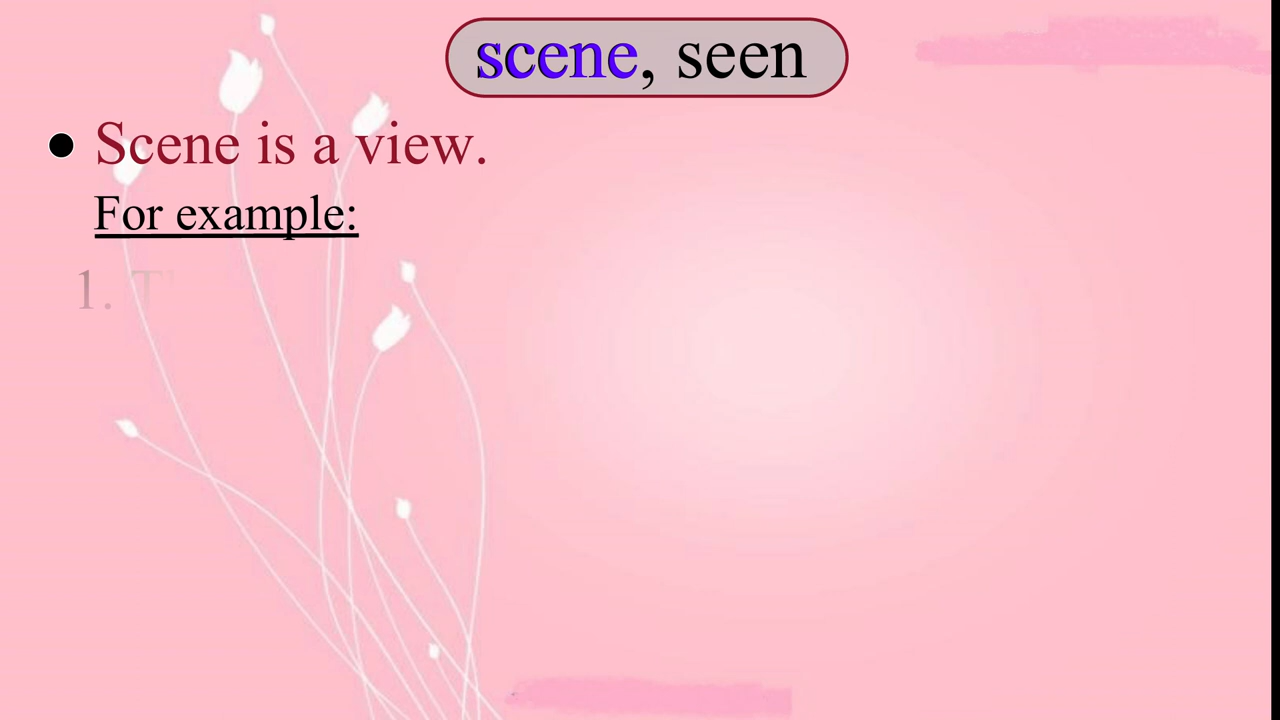 scene, seen
● Scene is a view.
For example:
1.